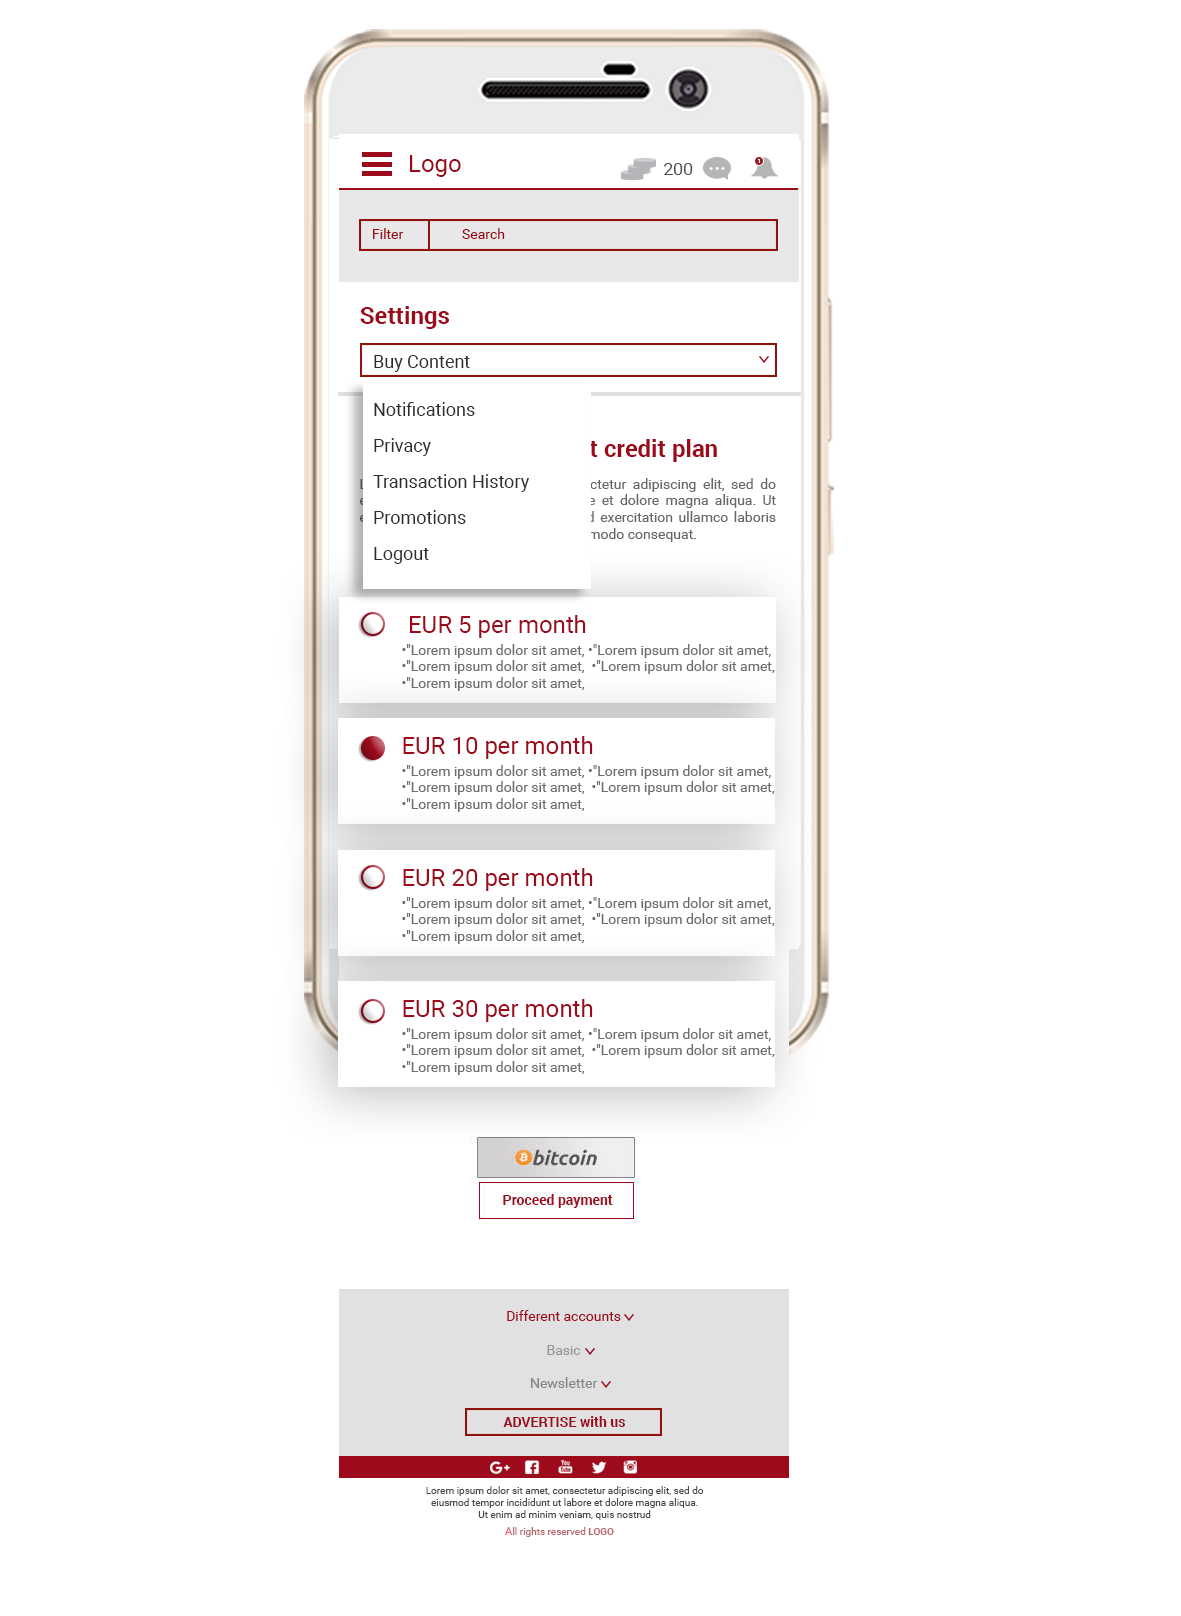 Logo
200
1
Filter
Search
Settings
Buy Content
Notifications
Privacy
Transaction History
Promotions
Logout
t credit plan
ctetur adipiscing elit, sed do
e et dolore magna aliqua. Ut
d exercitation ullamco laboris
modo consequat.
EUR 5 per month
•"Lorem ipsum dolor sit amet, •"Lorem ipsum dolor sit amet,
•"Lorem ipsum dolor sit amet, •"Lorem ipsum dolor sit amet,
•"Lorem ipsum dolor sit amet,
EUR 10 per month
•"Lorem ipsum dolor sit amet, •"Lorem ipsum dolor sit amet,
•"Lorem ipsum dolor sit amet, •"Lorem ipsum dolor sit amet,
•"Lorem ipsum dolor sit amet,
EUR 20 per month
•"Lorem ipsum dolor sit amet, •"Lorem ipsum dolor sit amet,
•"Lorem ipsum dolor sit amet, •"Lorem ipsum dolor sit amet,
•"Lorem ipsum dolor sit amet,
EUR 30 per month
•"Lorem ipsum dolor sit amet, •"Lorem ipsum dolor sit amet,
•"Lorem ipsum dolor sit amet, •"Lorem ipsum dolor sit amet,
•"Lorem ipsum dolor sit amet,
bitcoin
Proceed payment
Different accounts
Basic
Newsletter
ADVERTISE with us
G+ You Tube
Lorem ipsum dolor sit amet, consectetur adipiscing elit, sed do
eiusmod tempor incididunt ut labore et dolore magna aliqua.
Ut enim ad minim veniam, quis nostrud
All rights reserved LOGO